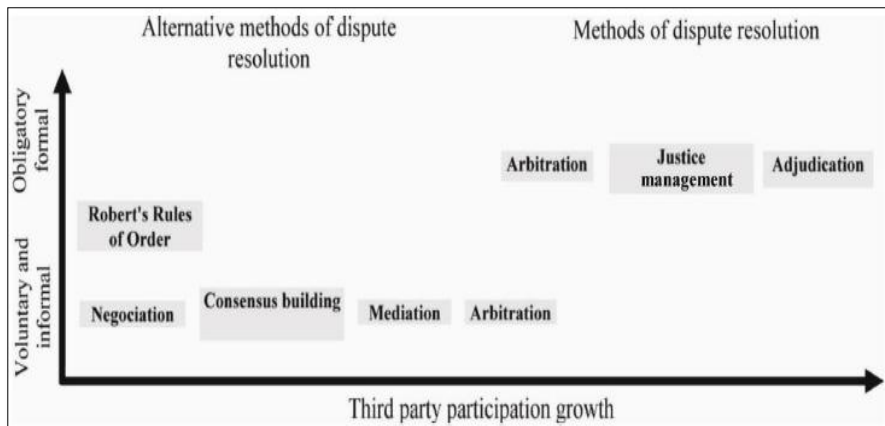 Alternative methods of dispute
resolution
Methods of dispute resolution
Obligatory
formal
Voluntary and
informal
Arbitration
Justice
management
Adjudication
Robert's Rules
of Order
Negociation
Consensus building
Mediation
Arbitration
Third party participation growth